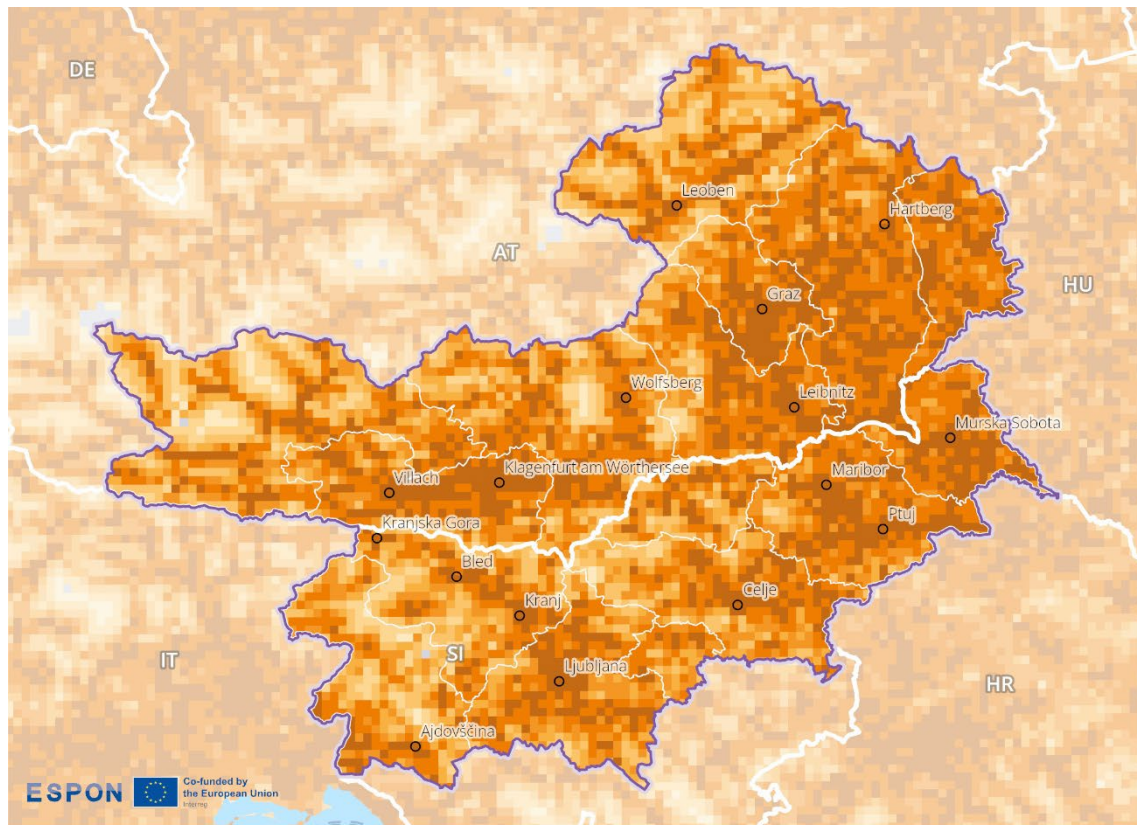 DE
Leoben
Hartberg
AT
HU
Graz
Wolfsberg
Leibnitz
Murska Sobota
Klagenfurt am Wörthersee
Villach
Maribor
Ptuj
Kranjska Gora
Bled
Celje
Kranj
SI
IT
Ljubljana
HR
Ajdovščina
ESPON
Co-funded by
the European Union
Interreg